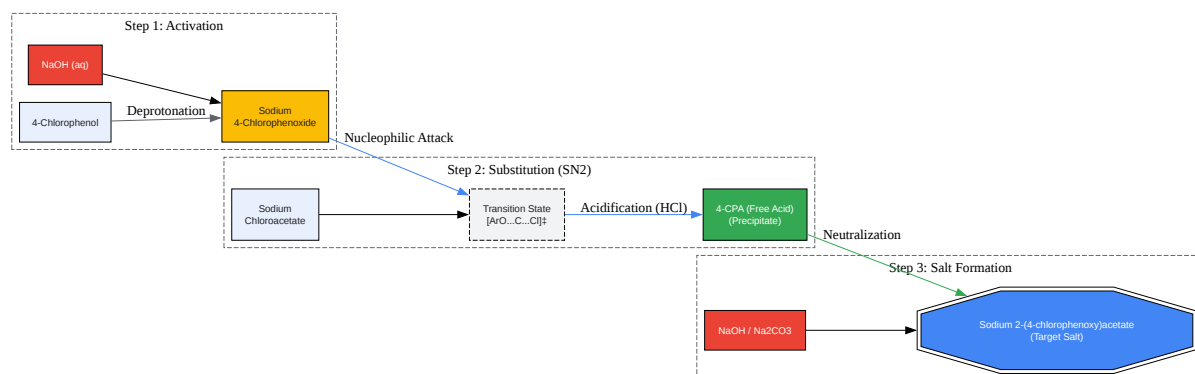 Step 1: Activation
NaOH (aq)
4-Chlorophenol
Deprotonation
Sodium
4-Chlorophenoxide
Nucleophilic Attack
Step 2: Substitution (SN2)
Sodium
Chloroacetate
Transition State
[ArO...C...Cl]‡
Acidification (HCl)
4-CPA (Free Acid)
(Precipitate)
Neutralization
Step 3: Salt Formation
NaOH / Na2CO3
Sodium 2-(4-chlorophenoxy)acetate
(Target Salt)